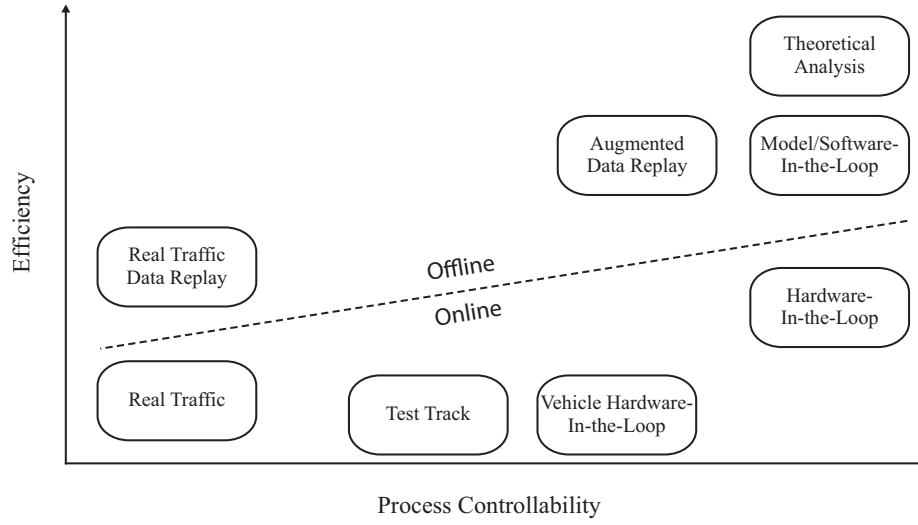 Theoretical
Analysis
Augmented
Data Replay
Model/Software-
In-the-Loop
Efficiency
Real Traffic
Data Replay
Offline
Online
Hardware-
In-the-Loop
Real Traffic
Test Track
Vehicle Hardware-
In-the-Loop
Process Controllability